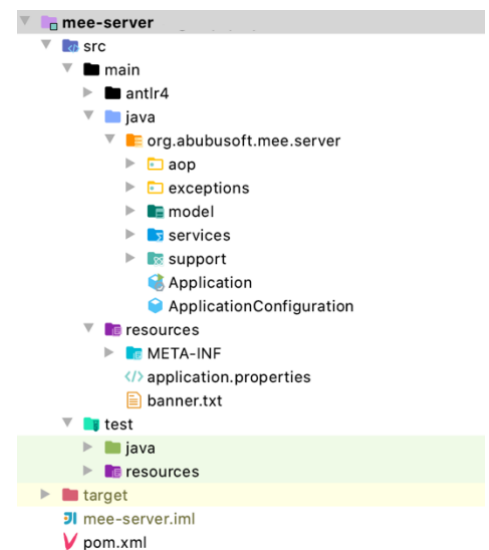 mee-server
src
main
antlr4
java
org.abubusoft.mee.server
aop
exceptions
model
services
support
Application
ApplicationConfiguration
resources
META-INF
application.properties
banner.txt
test
java
resources
target
mee-server.iml
pom.xml